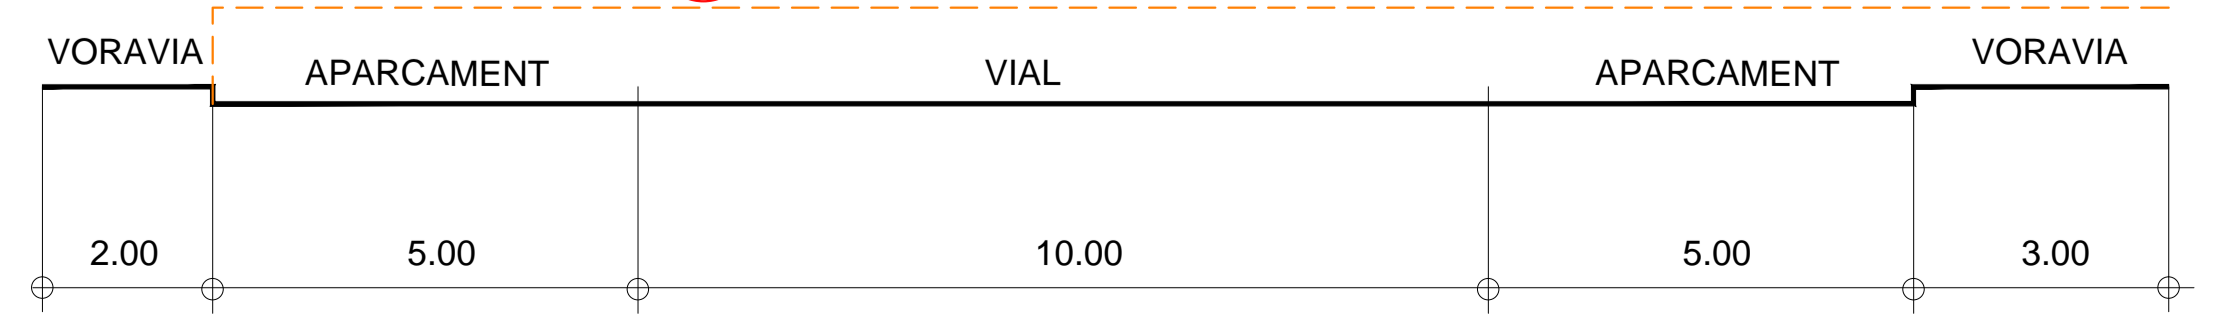 VORAVIA APARCAMENT VIAL APARCAMENT VORAVIA
2.00 5.00 10.00 5.00 3.00